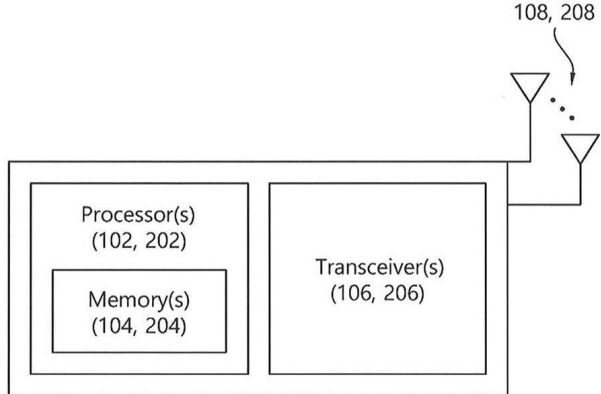 108, 208
Processor(s)
(102, 202)
Memory(s)
(104, 204)
Transceiver(s)
(106, 206)